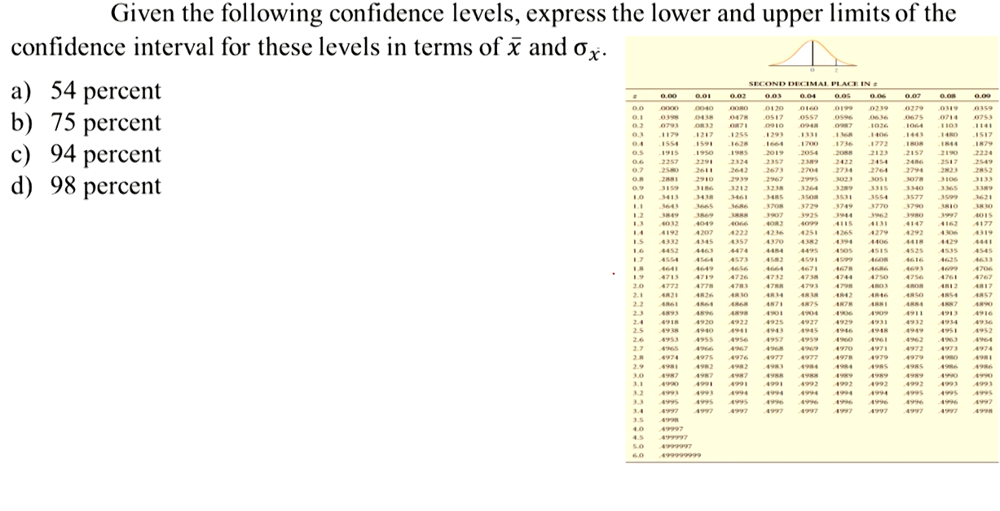 Given the following confidence levels, express the lower and upper limits of the
confidence interval for these levels in terms of x̄ and σx̄.
a) 54 percent
b) 75 percent
c) 94 percent
d) 98 percent
0 z
SECOND DECIMAL PLACE IN z
z 0.00 0.01 0.02 0.03 0.04 0.05 0.06 0.07 0.08 0.09
0.0 .0000 .0040 .0080 .0120 .0160 .0199 .0239 .0279 .0319 .0359
0.1 .0398 .0438 .0478 .0517 .0557 .0596 .0636 .0675 .0714 .0753
0.2 .0793 .0832 .0871 .0910 .0948 .0987 .1026 .1064 .1103 .1141
0.3 .1179 .1217 .1255 .1293 .1331 .1368 .1406 .1443 .1480 .1517
0.4 .1554 .1591 .1628 .1664 .1700 .1736 .1772 .1808 .1844 .1879
0.5 .1915 .1950 .1985 .2019 .2054 .2088 .2123 .2157 .2190 .2224
0.6 .2257 .2291 .2324 .2357 .2389 .2422 .2454 .2486 .2517 .2549
0.7 .2580 .2611 .2642 .2673 .2704 .2734 .2764 .2794 .2823 .2852
0.8 .2881 .2910 .2939 .2967 .2995 .3023 .3051 .3078 .3106 .3133
0.9 .3159 .3186 .3212 .3238 .3264 .3289 .3315 .3340 .3365 .3389
1.0 .3413 .3438 .3461 .3485 .3508 .3531 .3554 .3577 .3599 .3621
1.1 .3643 .3665 .3686 .3708 .3729 .3749 .3770 .3790 .3810 .3830
1.2 .3849 .3869 .3888 .3907 .3925 .3944 .3962 .3980 .3997 .4015
1.3 .4032 .4049 .4066 .4082 .4099 .4115 .4131 .4147 .4162 .4177
1.4 .4192 .4207 .4222 .4236 .4251 .4265 .4279 .4292 .4306 .4319
1.5 .4332 .4345 .4357 .4370 .4382 .4394 .4406 .4418 .4429 .4441
1.6 .4452 .4463 .4474 .4484 .4495 .4505 .4515 .4525 .4535 .4545
1.7 .4554 .4564 .4573 .4582 .4591 .4599 .4608 .4616 .4625 .4633
1.8 .4641 .4649 .4656 .4664 .4671 .4678 .4686 .4693 .4699 .4706
1.9 .4713 .4719 .4726 .4732 .4738 .4744 .4750 .4756 .4761 .4767
2.0 .4772 .4778 .4783 .4788 .4793 .4798 .4803 .4808 .4812 .4817
2.1 .4821 .4826 .4830 .4834 .4838 .4842 .4846 .4850 .4854 .4857
2.2 .4861 .4864 .4868 .4871 .4875 .4878 .4881 .4884 .4887 .4890
2.3 .4893 .4896 .4898 .4901 .4904 .4906 .4909 .4911 .4913 .4916
2.4 .4918 .4920 .4922 .4925 .4927 .4929 .4931 .4932 .4934 .4936
2.5 .4938 .4940 .4941 .4943 .4945 .4946 .4948 .4949 .4951 .4952
2.6 .4953 .4955 .4956 .4957 .4959 .4960 .4961 .4962 .4963 .4964
2.7 .4965 .4966 .4967 .4968 .4969 .4970 .4971 .4972 .4973 .4974
2.8 .4974 .4975 .4976 .4977 .4977 .4978 .4979 .4979 .4980 .4981
2.9 .4981 .4982 .4982 .4983 .4984 .4984 .4985 .4985 .4986 .4986
3.0 .4987 .4987 .4987 .4988 .4988 .4989 .4989 .4989 .4990 .4990
3.1 .4990 .4991 .4991 .4991 .4992 .4992 .4992 .4992 .4993 .4993
3.2 .4993 .4993 .4994 .4994 .4994 .4994 .4994 .4995 .4995 .4995
3.3 .4995 .4995 .4995 .4996 .4996 .4996 .4996 .4996 .4996 .4997
3.4 .4997 .4997 .4997 .4997 .4997 .4997 .4997 .4997 .4997 .4998
3.5 .4998
4.0 .49997
4.5 .499997
5.0 .4999997
6.0 .499999999